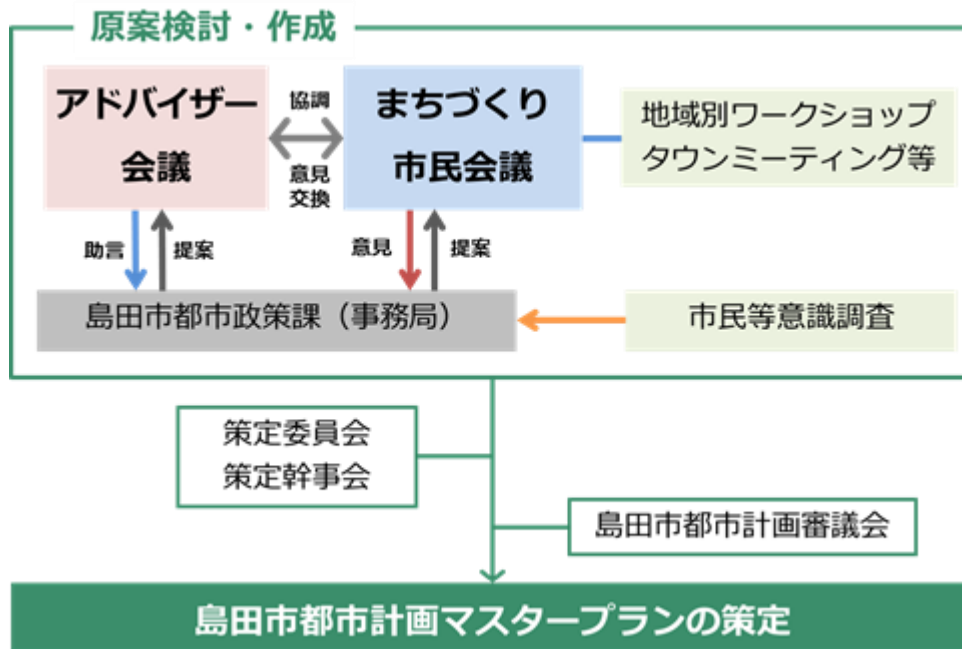 原案検討・作成
アドバイザー
会議
協調
意見
交換
まちづくり
市民会議
地域別ワークショップ
タウンミーティング等
助言
提案
意見
提案
島田市都市政策課（事務局）
市民等意識調査
策定委員会
策定幹事会
島田市都市計画審議会
島田市都市計画マスタープランの策定